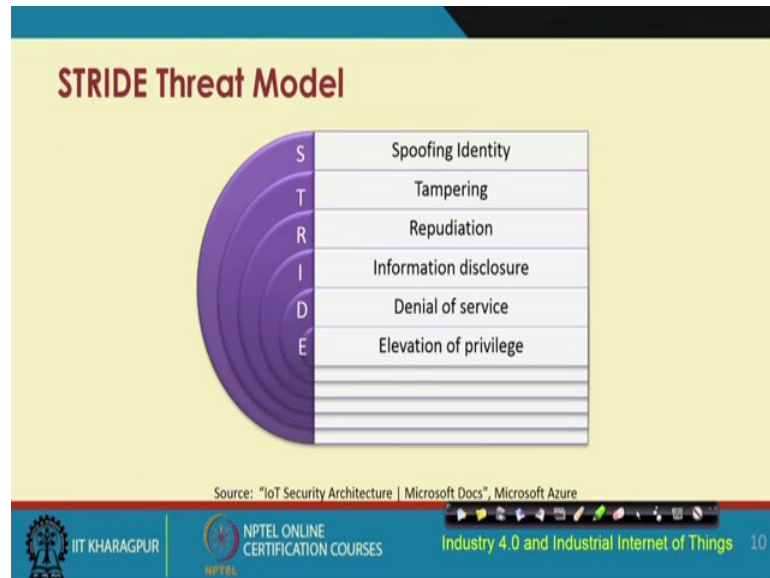 STRIDE Threat Model
S Spoofing Identity
T Tampering
R Repudiation
I Information disclosure
D Denial of service
E Elevation of privilege
Source: "IoT Security Architecture | Microsoft Docs", Microsoft Azure
IIT KHARAGPUR
NPTEL
NPTEL ONLINE
CERTIFICATION COURSES
Industry 4.0 and Industrial Internet of Things 10